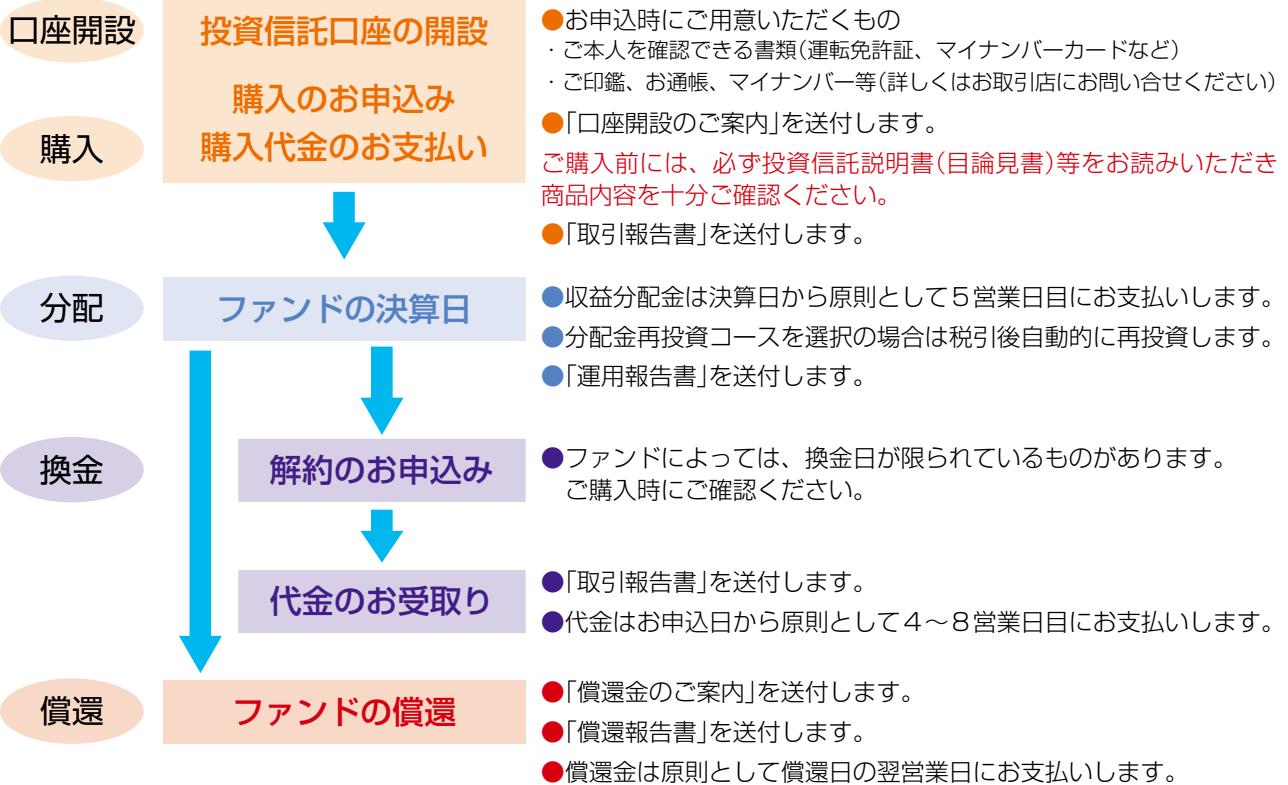 口座開設
投資信託口座の開設
購入のお申込み
購入
購入代金のお支払い
●お申込時にご用意いただくもの
・ご本人を確認できる書類(運転免許証、マイナンバーカードなど)
・ご印鑑、お通帳、マイナンバー等(詳しくはお取引店にお問い合せください)
●「口座開設のご案内」を送付します。
ご購入前には、必ず投資信託説明書(目論見書)等をお読みいただき
商品内容を十分ご確認ください。
●「取引報告書」を送付します。
分配
ファンドの決算日
●収益分配金は決算日から原則として5営業日目にお支払いします。
●分配金再投資コースを選択の場合は税引後自動的に再投資します。
●「運用報告書」を送付します。
換金
解約のお申込み
●ファンドによっては、換金日が限られているものがあります。
ご購入時にご確認ください。
代金のお受取り
●「取引報告書」を送付します。
●代金はお申込日から原則として4～8営業日目にお支払いします。
償還
ファンドの償還
●「償還金のご案内」を送付します。
●「償還報告書」を送付します。
●償還金は原則として償還日の翌営業日にお支払いします。